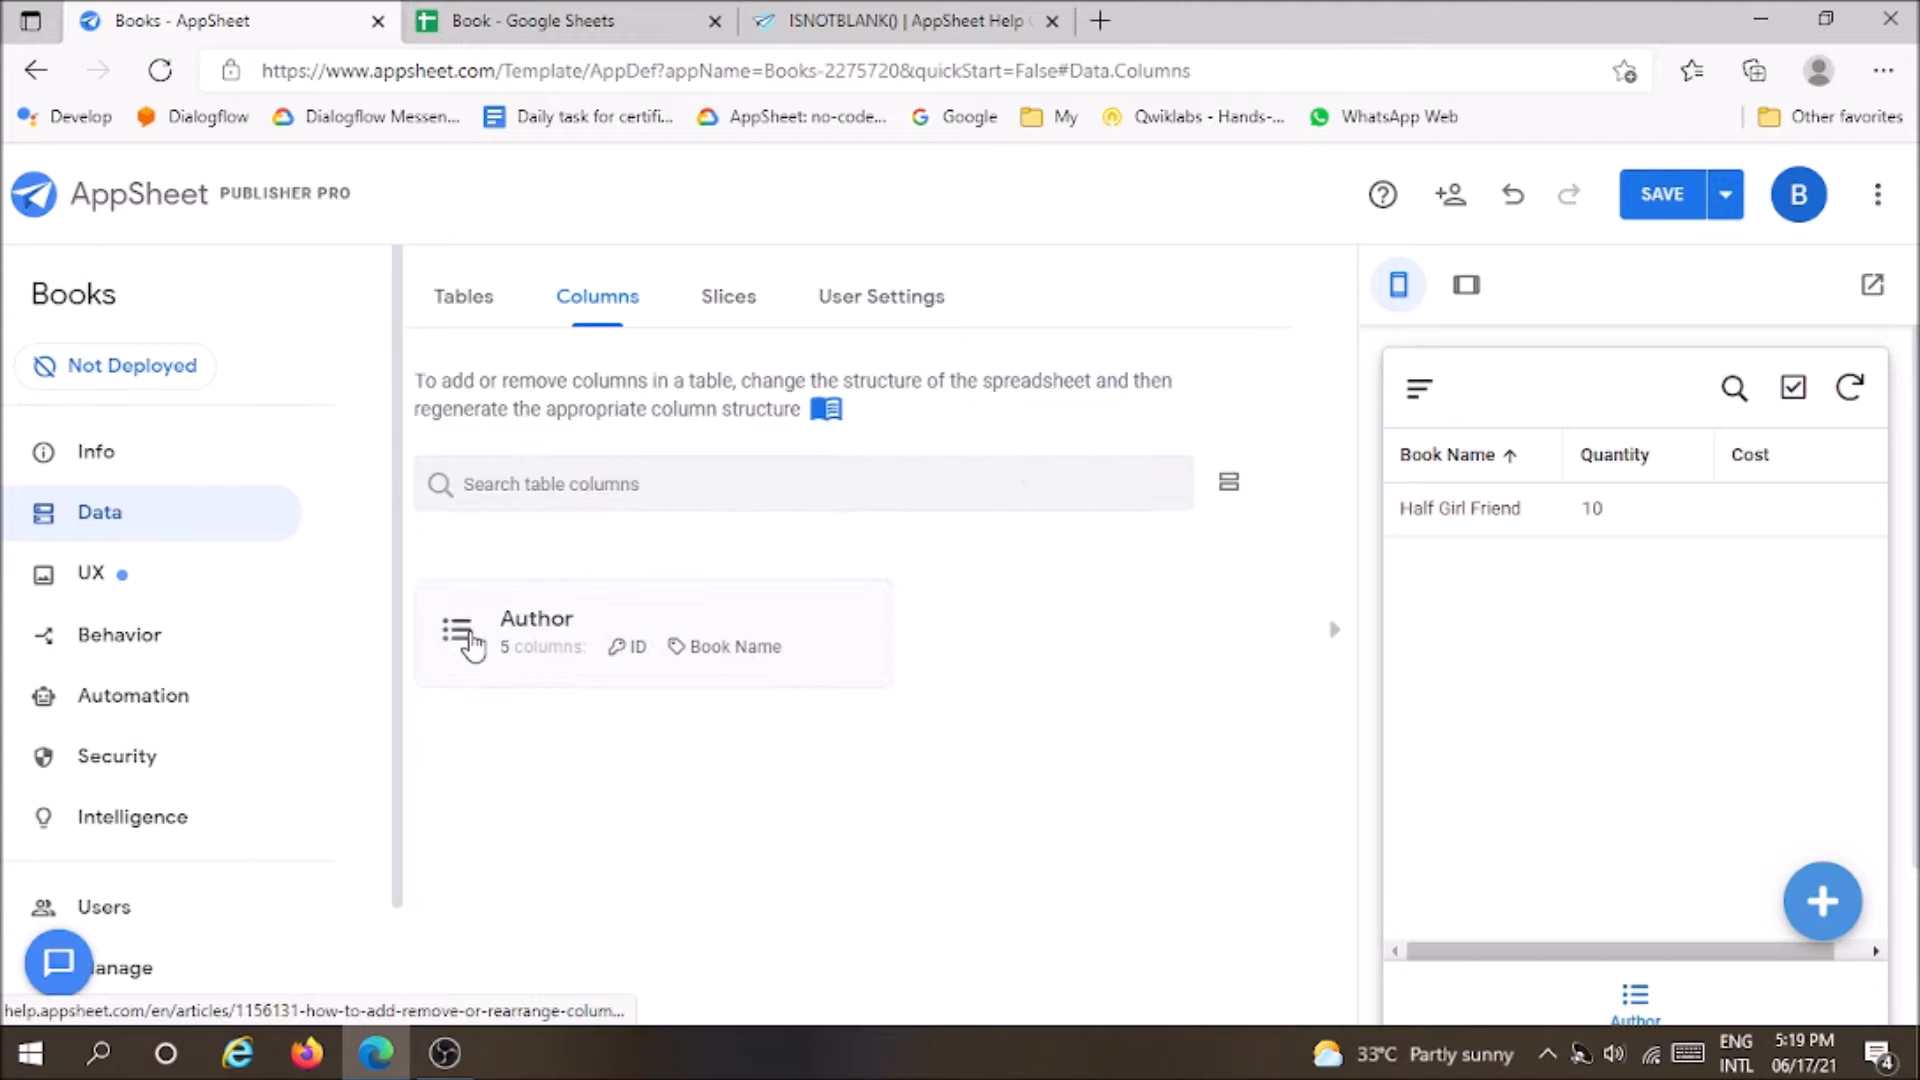 Books - AppSheet
Book - Google Sheets
ISNOTBLANK() | AppSheet Help
https://www.appsheet.com/Template/AppDef?appName=Books-2275720&quickStart=False#Data.Columns
Develop
Dialogflow
Dialogflow Messen...
Daily task for certifi...
AppSheet: no-code...
Google
My
Qwiklabs - Hands-...
WhatsApp Web
Other favorites
AppSheet PUBLISHER PRO
SAVE
B
Books
Not Deployed
Info
Data
UX
Behavior
Automation
Security
Intelligence
Users
anage
Tables
Columns
Slices
User Settings
To add or remove columns in a table, change the structure of the spreadsheet and then
regenerate the appropriate column structure
Search table columns
Author
5 columns: ID Book Name
Book Name
Quantity
Cost
Half Girl Friend
10
Author
help.appsheet.com/en/articles/1156131-how-to-add-remove-or-rearrange-colum...
33°C Partly sunny
ENG
INTL
5:19 PM
06/17/21
4